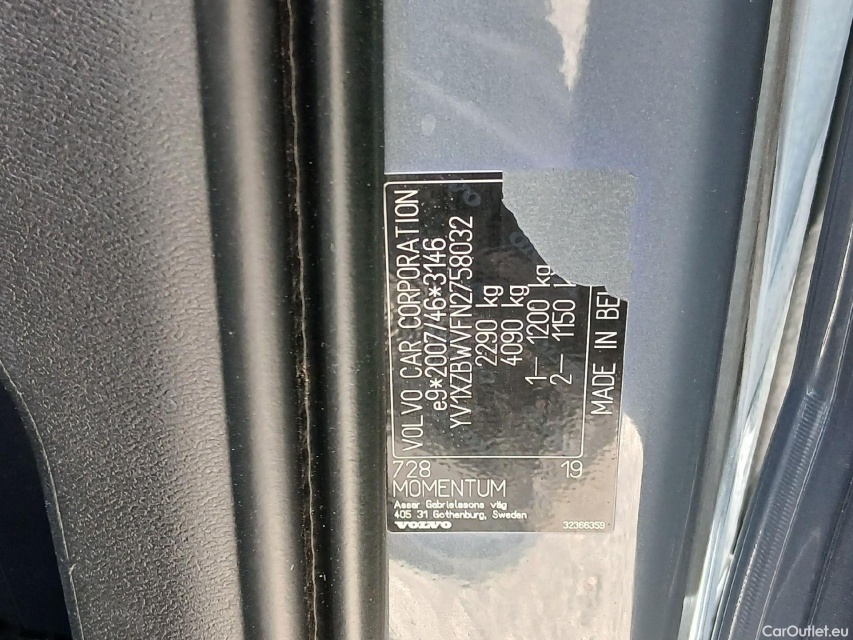 VOLVO CAR CORPORATION
e9*2007/46*3146
YV1XZBWVFN2758032
2290 kg
4090 kg
1— 1200 kg
2— 1150
MADE IN
728 19
MOMENTUM
Assar Gabrielssons väg
405 31 Gothenburg, Sweden
VOLVO 32366359
CarOutlet.eu